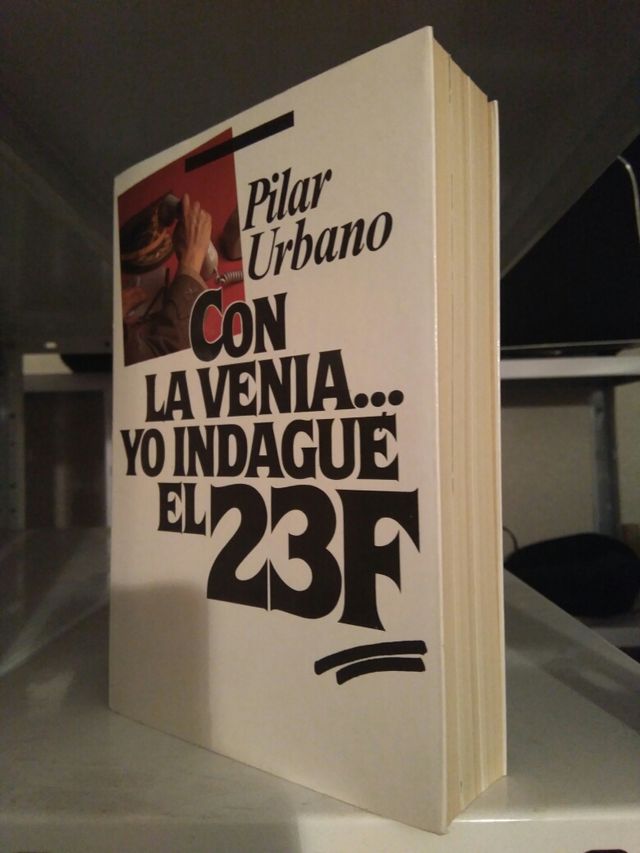 Pilar
Urbano
CON
LA VENIA...
YO INDAGUÉ
EL 23F